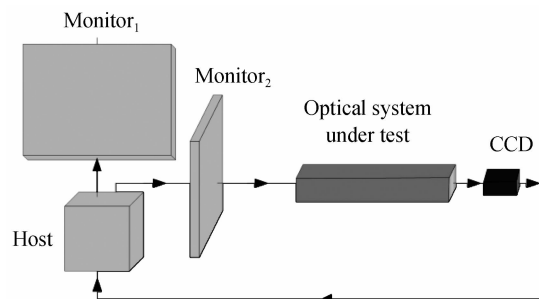 Monitor₁
Monitor₂
Optical system
under test
CCD
Host